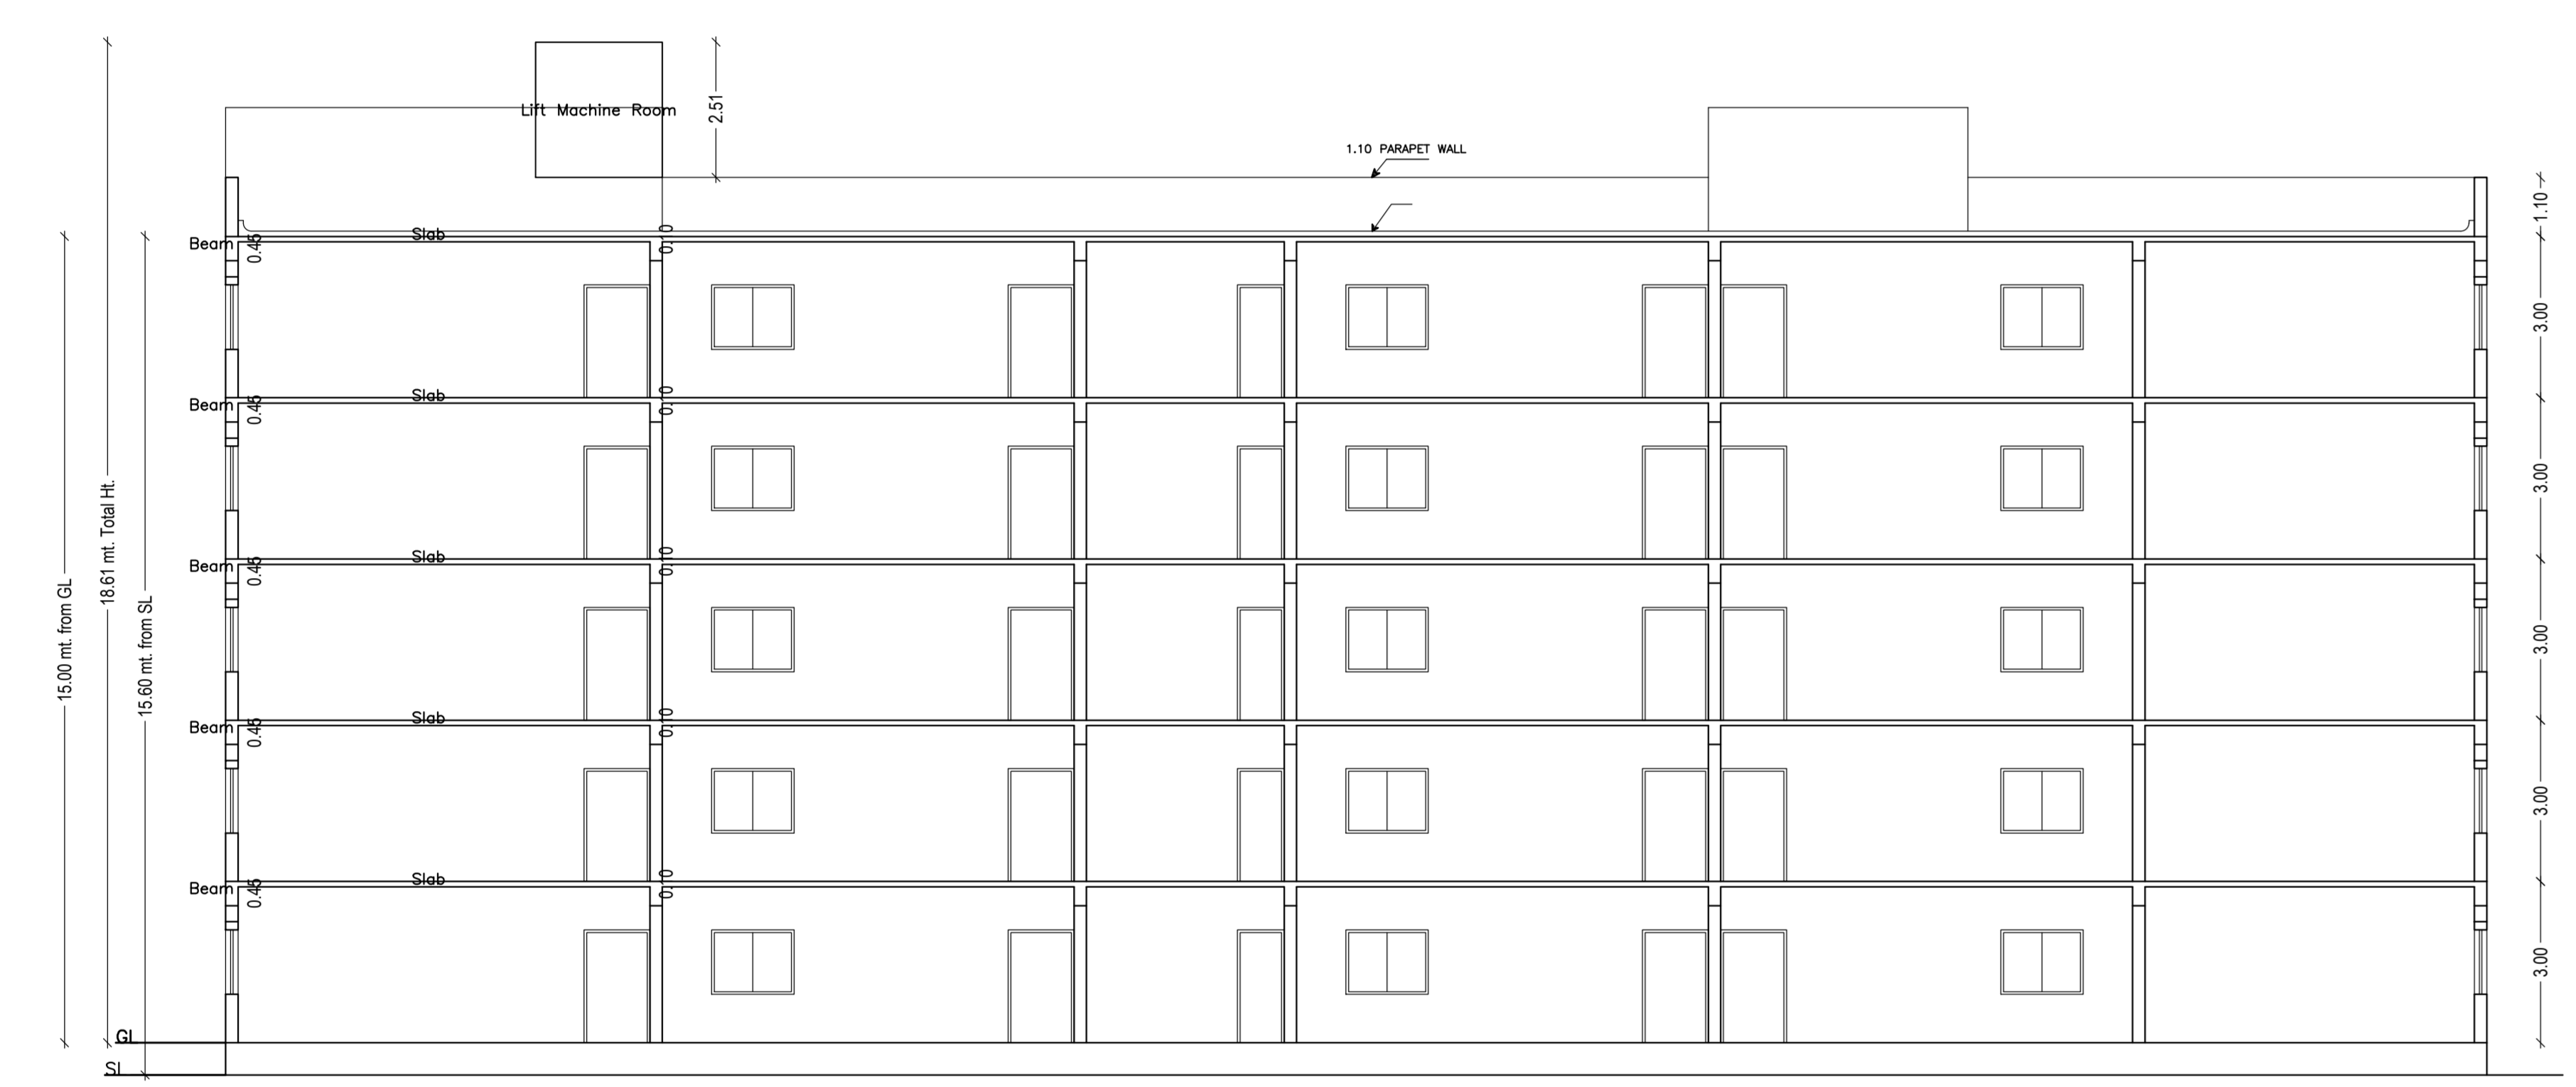 Lift Machine Room
2.51
1.10 PARAPET WALL
1.10
Beam
0.45
Slab
0.10
3.00
Beam
0.45
Slab
0.10
3.00
Beam
0.45
Slab
0.10
3.00
Beam
0.45
Slab
0.10
3.00
Beam
0.45
Slab
0.10
3.00
15.00 mt. from GL
18.61 mt. Total Ht.
15.60 mt. from SL
GL
SL